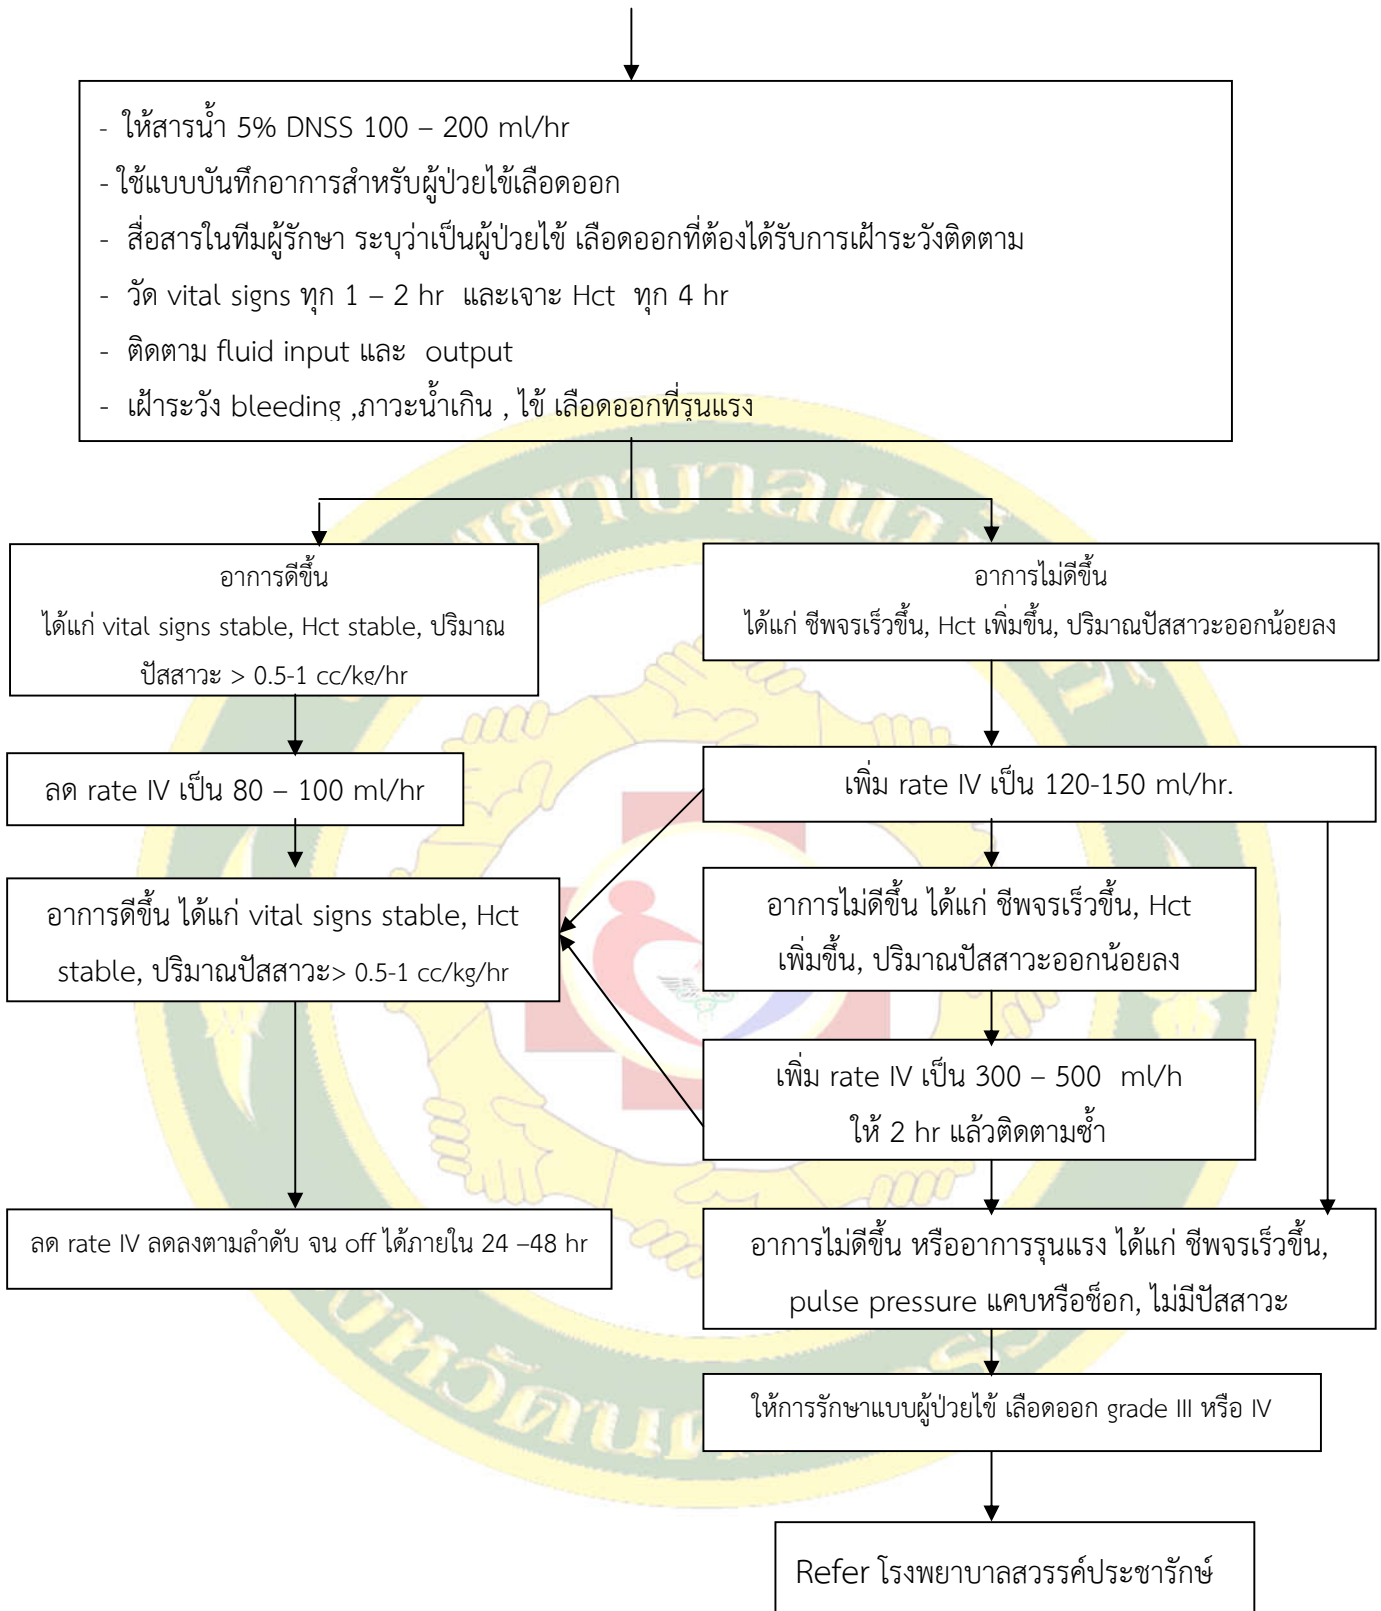 - ให้สารน้ำ 5% DNSS 100 – 200 ml/hr
- ใช้แบบบันทึกอาการสำหรับผู้ป่วยไข้เลือดออก
- สื่อสารในทีมผู้รักษา ระบุว่าเป็นผู้ป่วยไข้ เลือดออกที่ต้องได้รับการเฝ้าระวังติดตาม
- วัด vital signs ทุก 1 – 2 hr และเจาะ Hct ทุก 4 hr
- ติดตาม fluid input และ output
- เฝ้าระวัง bleeding ,ภาวะน้ำเกิน , ไข้ เลือดออกที่รุนแรง
อาการดีขึ้น
ได้แก่ vital signs stable, Hct stable, ปริมาณ
ปัสสาวะ > 0.5-1 cc/kg/hr
อาการไม่ดีขึ้น
ได้แก่ ชีพจรเร็วขึ้น, Hct เพิ่มขึ้น, ปริมาณปัสสาวะออกน้อยลง
ลด rate IV เป็น 80 – 100 ml/hr
เพิ่ม rate IV เป็น 120-150 ml/hr.
อาการดีขึ้น ได้แก่ vital signs stable, Hct
stable, ปริมาณปัสสาวะ> 0.5-1 cc/kg/hr
อาการไม่ดีขึ้น ได้แก่ ชีพจรเร็วขึ้น, Hct
เพิ่มขึ้น, ปริมาณปัสสาวะออกน้อยลง
เพิ่ม rate IV เป็น 300 – 500 ml/h
ให้ 2 hr แล้วติดตามซ้ำ
ลด rate IV ลดลงตามลำดับ จน off ได้ภายใน 24 –48 hr
อาการไม่ดีขึ้น หรืออาการรุนแรง ได้แก่ ชีพจรเร็วขึ้น,
pulse pressure แคบหรือช็อก, ไม่มีปัสสาวะ
ให้การรักษาแบบผู้ป่วยไข้ เลือดออก grade III หรือ IV
Refer โรงพยาบาลสวรรค์ประชารักษ์